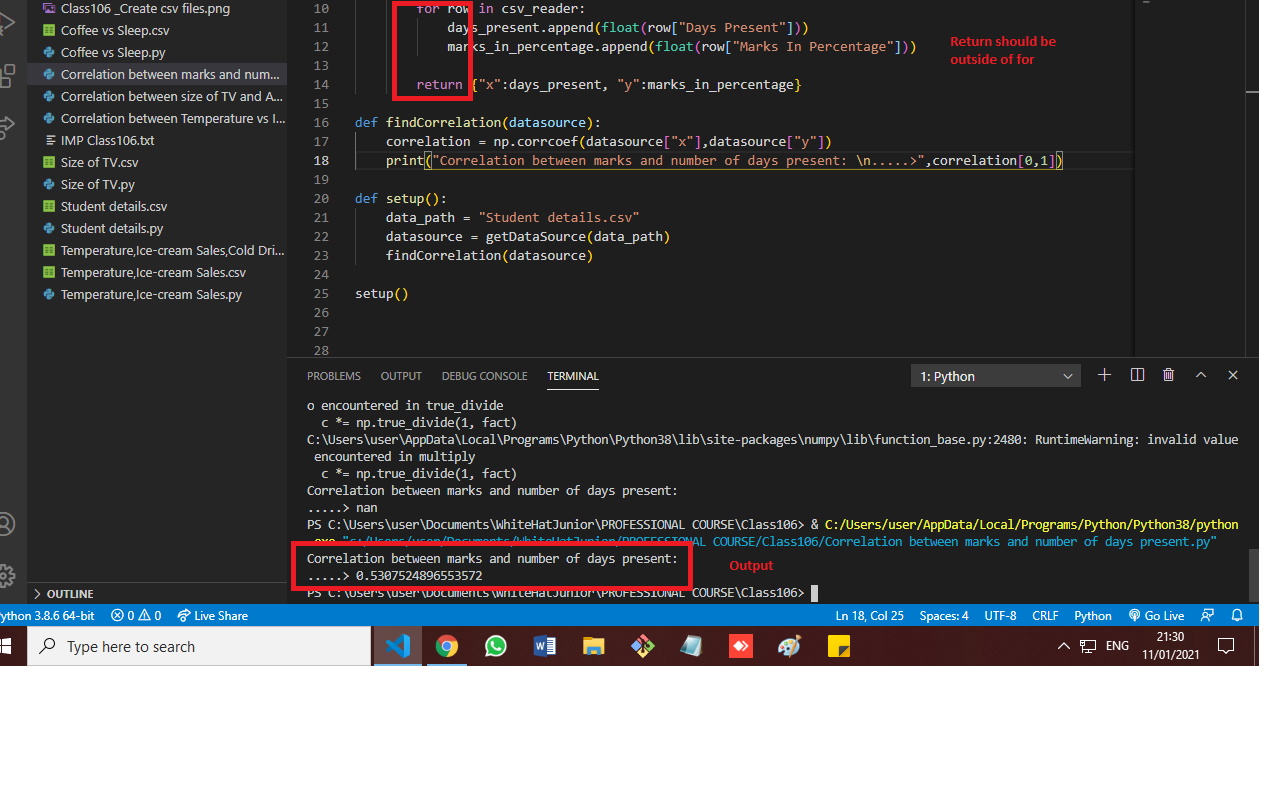 Class106 _Create csv files.png
Coffee vs Sleep.csv
Coffee vs Sleep.py
Correlation between marks and num...
Correlation between size of TV and A...
Correlation between Temperature vs I...
IMP Class106.txt
Size of TV.csv
Size of TV.py
Student details.csv
Student details.py
Temperature,Ice-cream Sales,Cold Dri...
Temperature,Ice-cream Sales.csv
Temperature,Ice-cream Sales.py
OUTLINE
10 for row in csv_reader:
11 days_present.append(float(row["Days Present"]))
12 marks_in_percentage.append(float(row["Marks In Percentage"]))
13
14 return {"x":days_present, "y":marks_in_percentage}
15
16 def findCorrelation(datasource):
17 correlation = np.corrcoef(datasource["x"],datasource["y"])
18 print("Correlation between marks and number of days present: \n.....>",correlation[0,1])
19
20 def setup():
21 data_path = "Student details.csv"
22 datasource = getDataSource(data_path)
23 findCorrelation(datasource)
24
25 setup()
26
27
28
Return should be
outside of for
PROBLEMS OUTPUT DEBUG CONSOLE TERMINAL 1: Python
o encountered in true_divide
c *= np.true_divide(1, fact)
C:\Users\user\AppData\Local\Programs\Python\Python38\lib\site-packages\numpy\lib\function_base.py:2480: RuntimeWarning: invalid value
encountered in multiply
c *= np.true_divide(1, fact)
Correlation between marks and number of days present:
.....> nan
PS C:\Users\user\Documents\WhiteHatJunior\PROFESSIONAL COURSE\Class106> & C:/Users/user/AppData/Local/Programs/Python/Python38/python
.exe "c:/Users/user/Documents/WhiteHatJunior/PROFESSIONAL COURSE/Class106/Correlation between marks and number of days present.py"
Correlation between marks and number of days present:
.....> 0.5307524896553572
Output
PS C:\Users\user\Documents\WhiteHatJunior\PROFESSIONAL COURSE\Class106>
ython 3.8.6 64-bit 0 0 Live Share Ln 18, Col 25 Spaces: 4 UTF-8 CRLF Python Go Live
Type here to search
ENG
21:30
11/01/2021